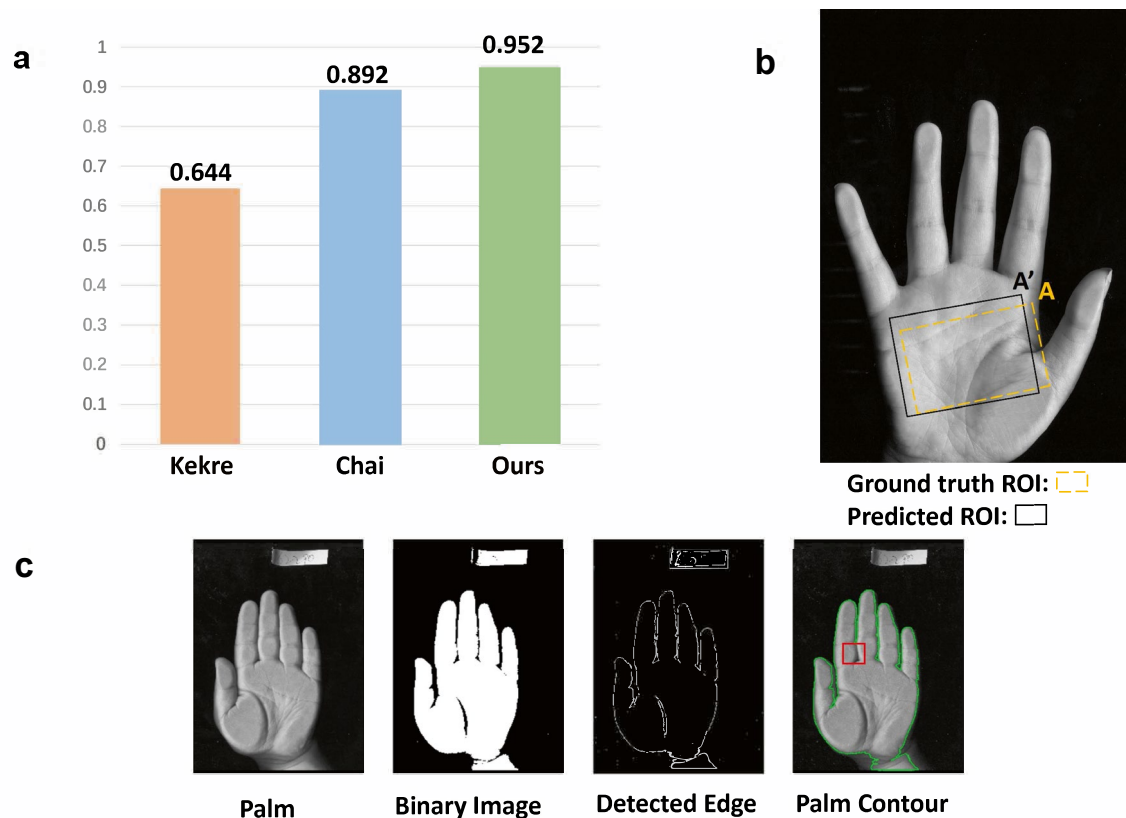 a
1
0.9
0.8
0.7
0.6
0.5
0.4
0.3
0.2
0.1
0
0.644
0.892
0.952
Kekre
Chai
Ours
b
A’
A
Ground truth ROI:
Predicted ROI:
c
Palm
Binary Image
Detected Edge
Palm Contour